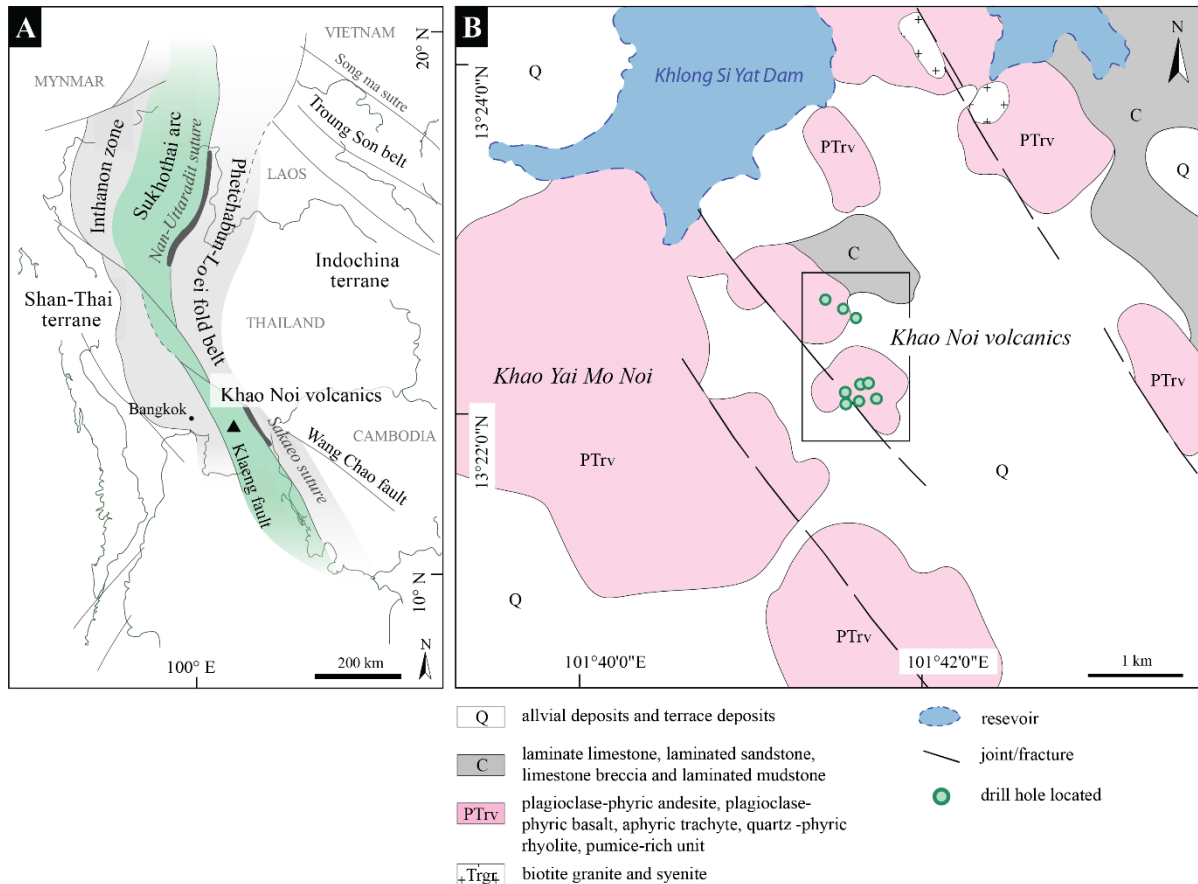 A
VIETNAM
20° N
MYNMAR
Song ma sutre
Troung Son belt
Inthanon zone
Sukhothai arc
Nan-Uttaradit suture
LAOS
Phetchabun-Loei fold belt
Indochina
terrane
Shan-Thai
terrane
THAILAND
Khao Noi volcanics
Bangkok
CAMBODIA
Sakaeo suture
Wang Chao fault
Klaeng fault
10° N
N
100° E
200 km
B
Q
Khlong Si Yat Dam
N
13°24'0"N
C
PTrv
PTrv
Q
C
Khao Noi volcanics
Khao Yai Mo Noi
PTrv
13°22'0"N
PTrv
Q
Q
PTrv
101°40'0"E
101°42'0"E
1 km
Q
allvial deposits and terrace deposits
C
laminate limestone, laminated sandstone,
limestone breccia and laminated mudstone
PTrv
plagioclase-phyric andesite, plagioclase-
phyric basalt, aphyric trachyte, quartz -phyric
rhyolite, pumice-rich unit
Trgr
biotite granite and syenite
resevoir
joint/fracture
drill hole located